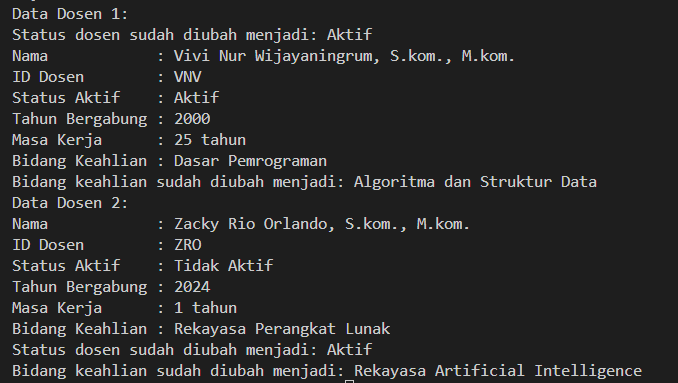 Data Dosen 1:
Status dosen sudah diubah menjadi: Aktif
Nama            : Vivi Nur Wijayaningrum, S.kom., M.kom.
ID Dosen        : VNV
Status Aktif    : Aktif
Tahun Bergabung : 2000
Masa Kerja      : 25 tahun
Bidang Keahlian : Dasar Pemrograman
Bidang keahlian sudah diubah menjadi: Algoritma dan Struktur Data
Data Dosen 2:
Nama            : Zacky Rio Orlando, S.kom., M.kom.
ID Dosen        : ZRO
Status Aktif    : Tidak Aktif
Tahun Bergabung : 2024
Masa Kerja      : 1 tahun
Bidang Keahlian : Rekayasa Perangkat Lunak
Status dosen sudah diubah menjadi: Aktif
Bidang keahlian sudah diubah menjadi: Rekayasa Artificial Intelligence